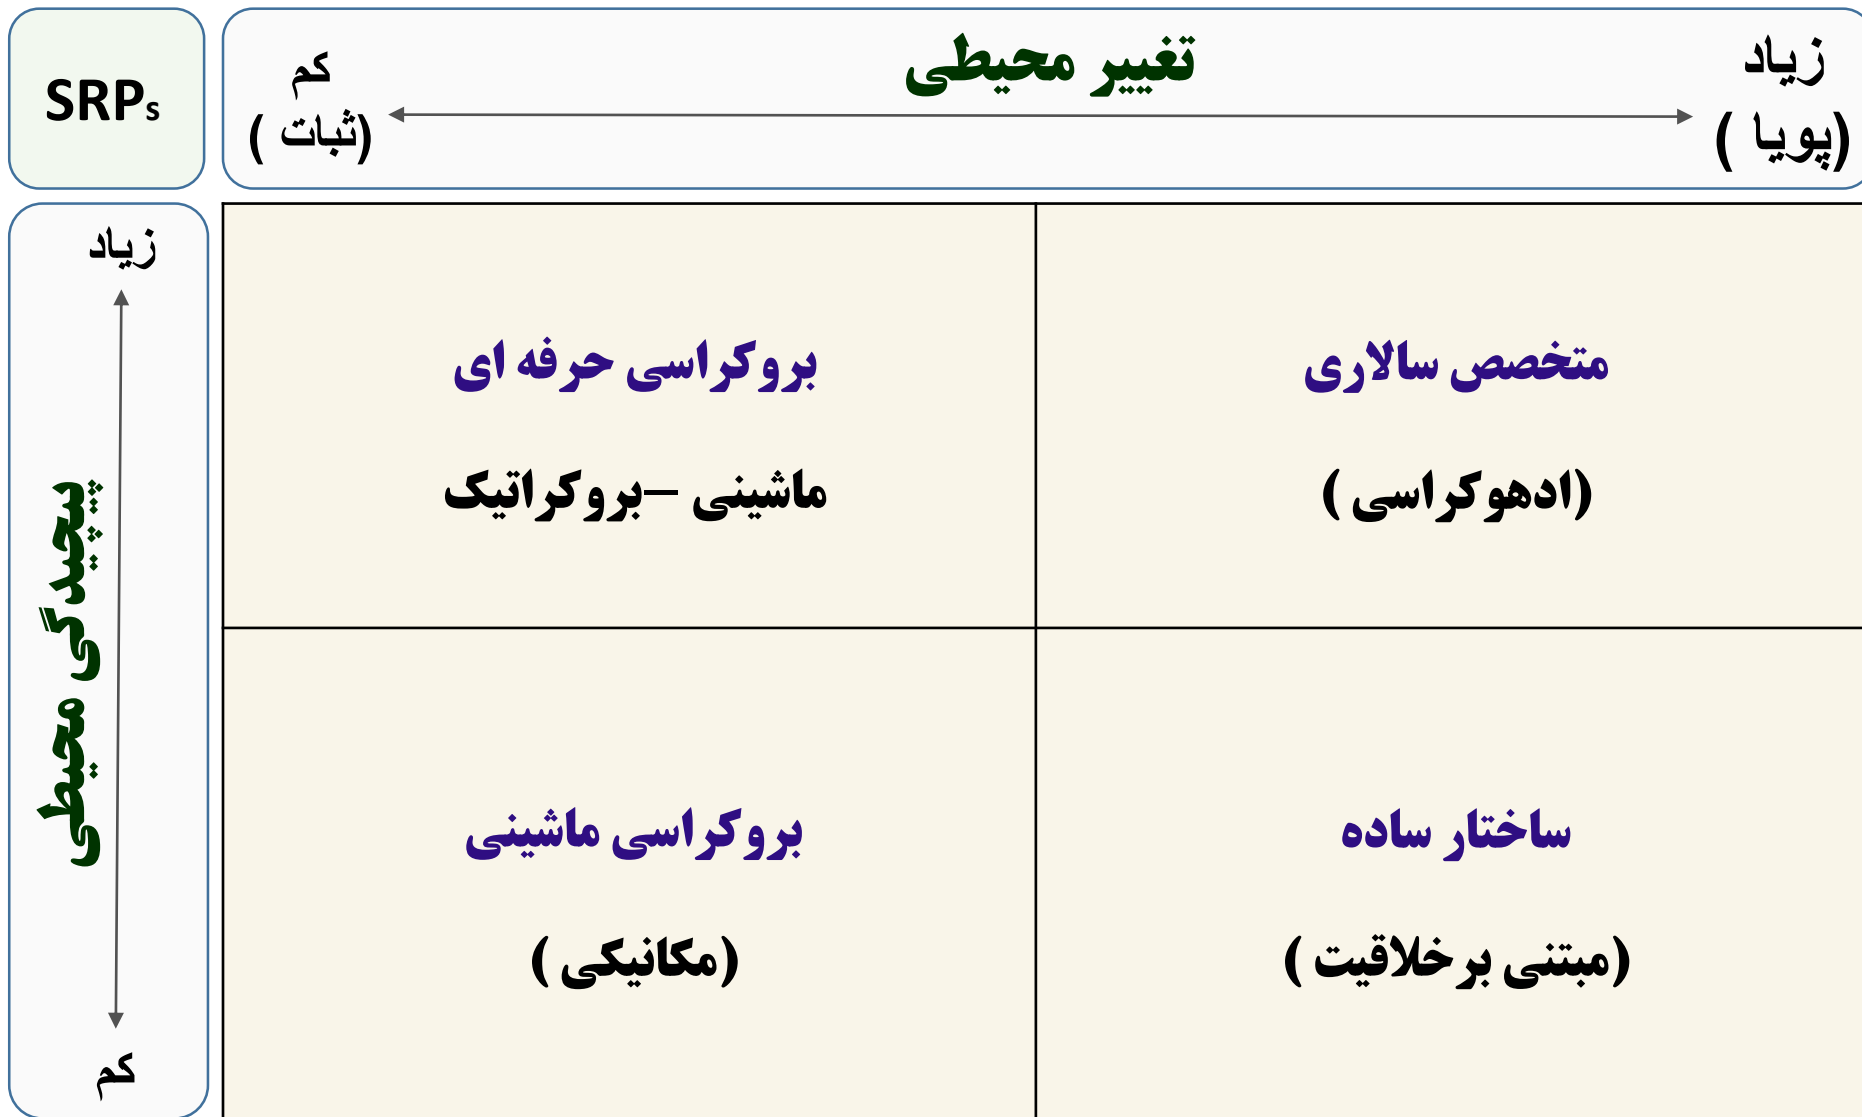 SRPs
تغییر محیطی
زیاد
(پویا )
کم
(ثبات )
زیاد
پیچیدگی محیطی
کم
متخصص سالاری
(ادهوکراسی )
بروکراسی حرفه ای
ماشینی –بروکراتیک
ساختار ساده
(مبتنی برخلاقیت )
بروکراسی ماشینی
(مکانیکی )